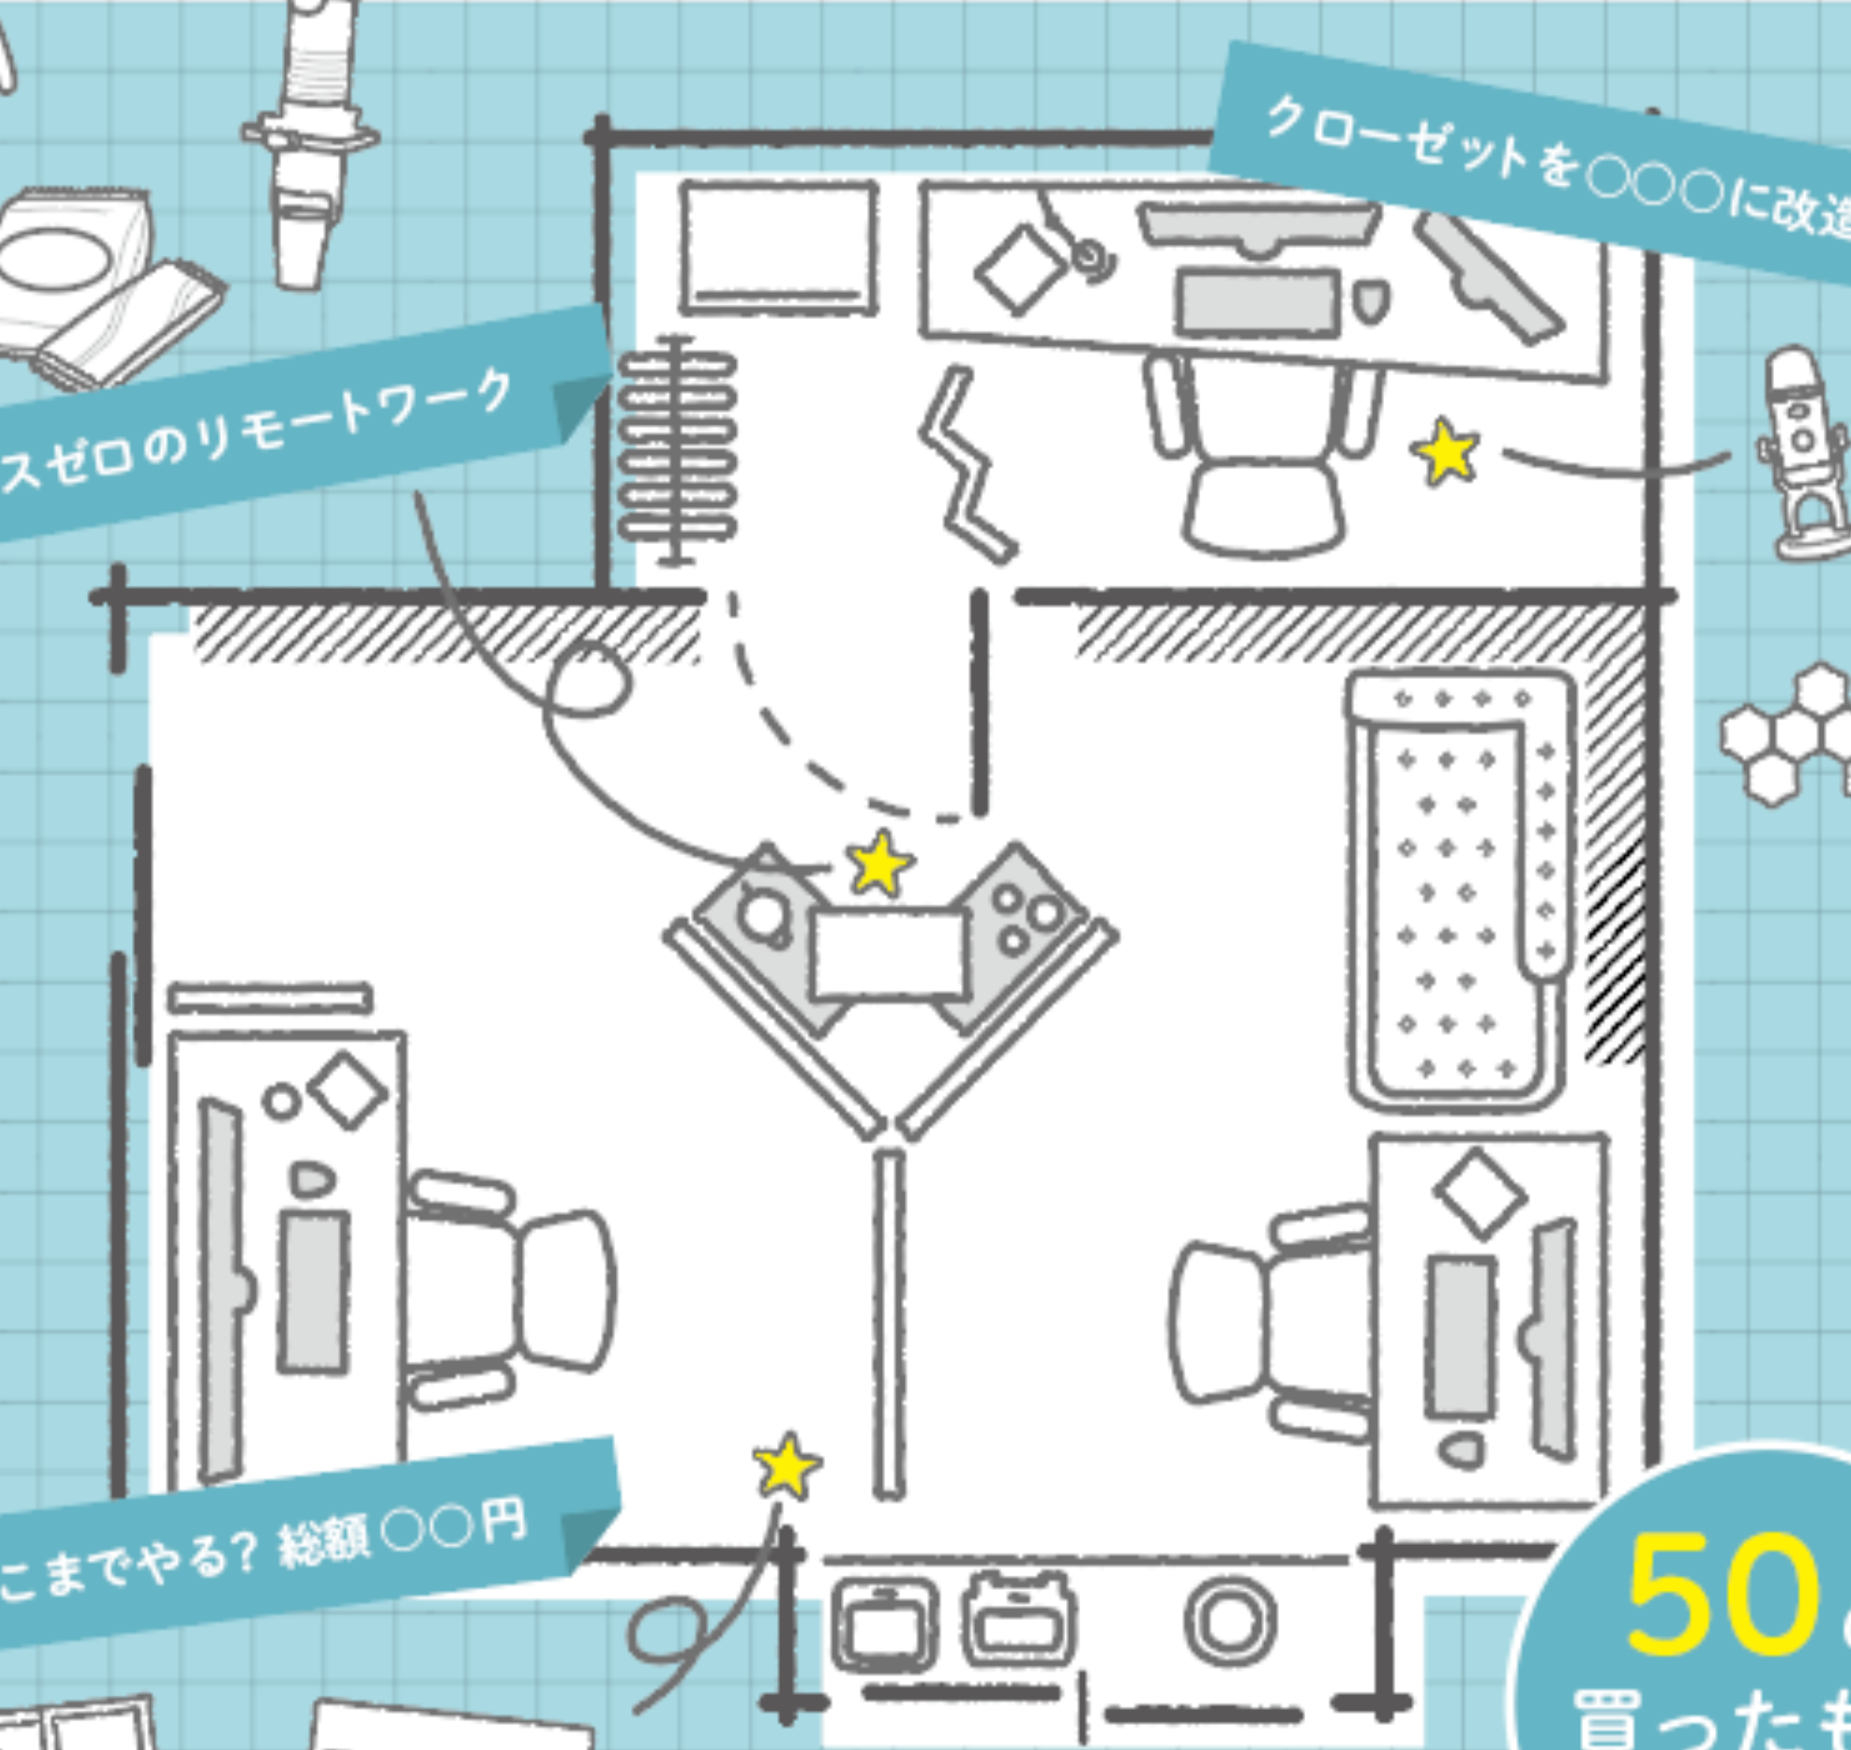 クローゼットを○○○に改造
スゼロのリモートワーク
こまでやる？総額○○円
50
買ったも